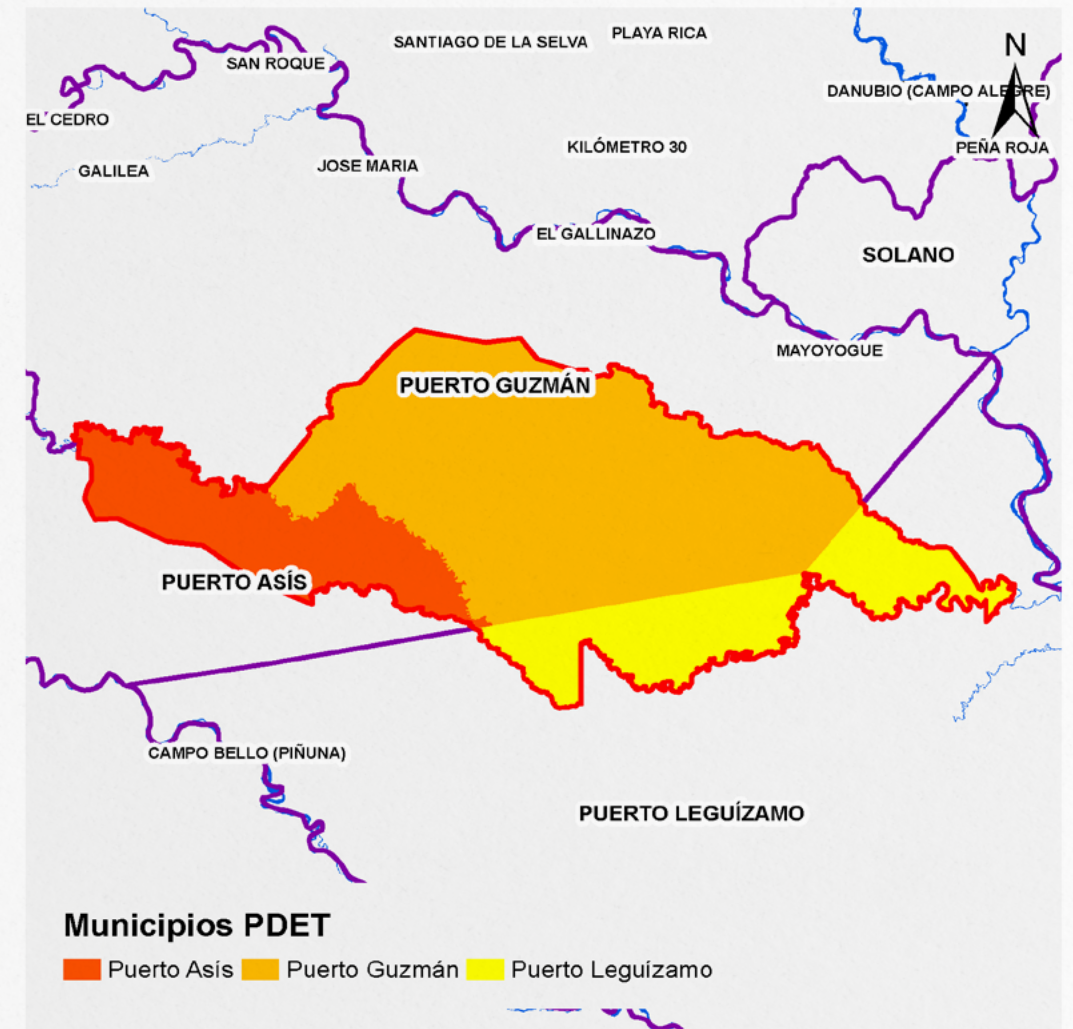 SANTIAGO DE LA SELVA
PLAYA RICA
N
SAN ROQUE
DANUBIO (CAMPO ALEGRE)
EL CEDRO
KILÓMETRO 30
PEÑA ROJA
GALILEA
JOSE MARIA
EL GALLINAZO
SOLANO
MAYOYOGUE
PUERTO GUZMÁN
PUERTO ASÍS
CAMPO BELLO (PIÑUNA)
PUERTO LEGUÍZAMO
Municipios PDET
Puerto Asís
Puerto Guzmán
Puerto Leguízamo